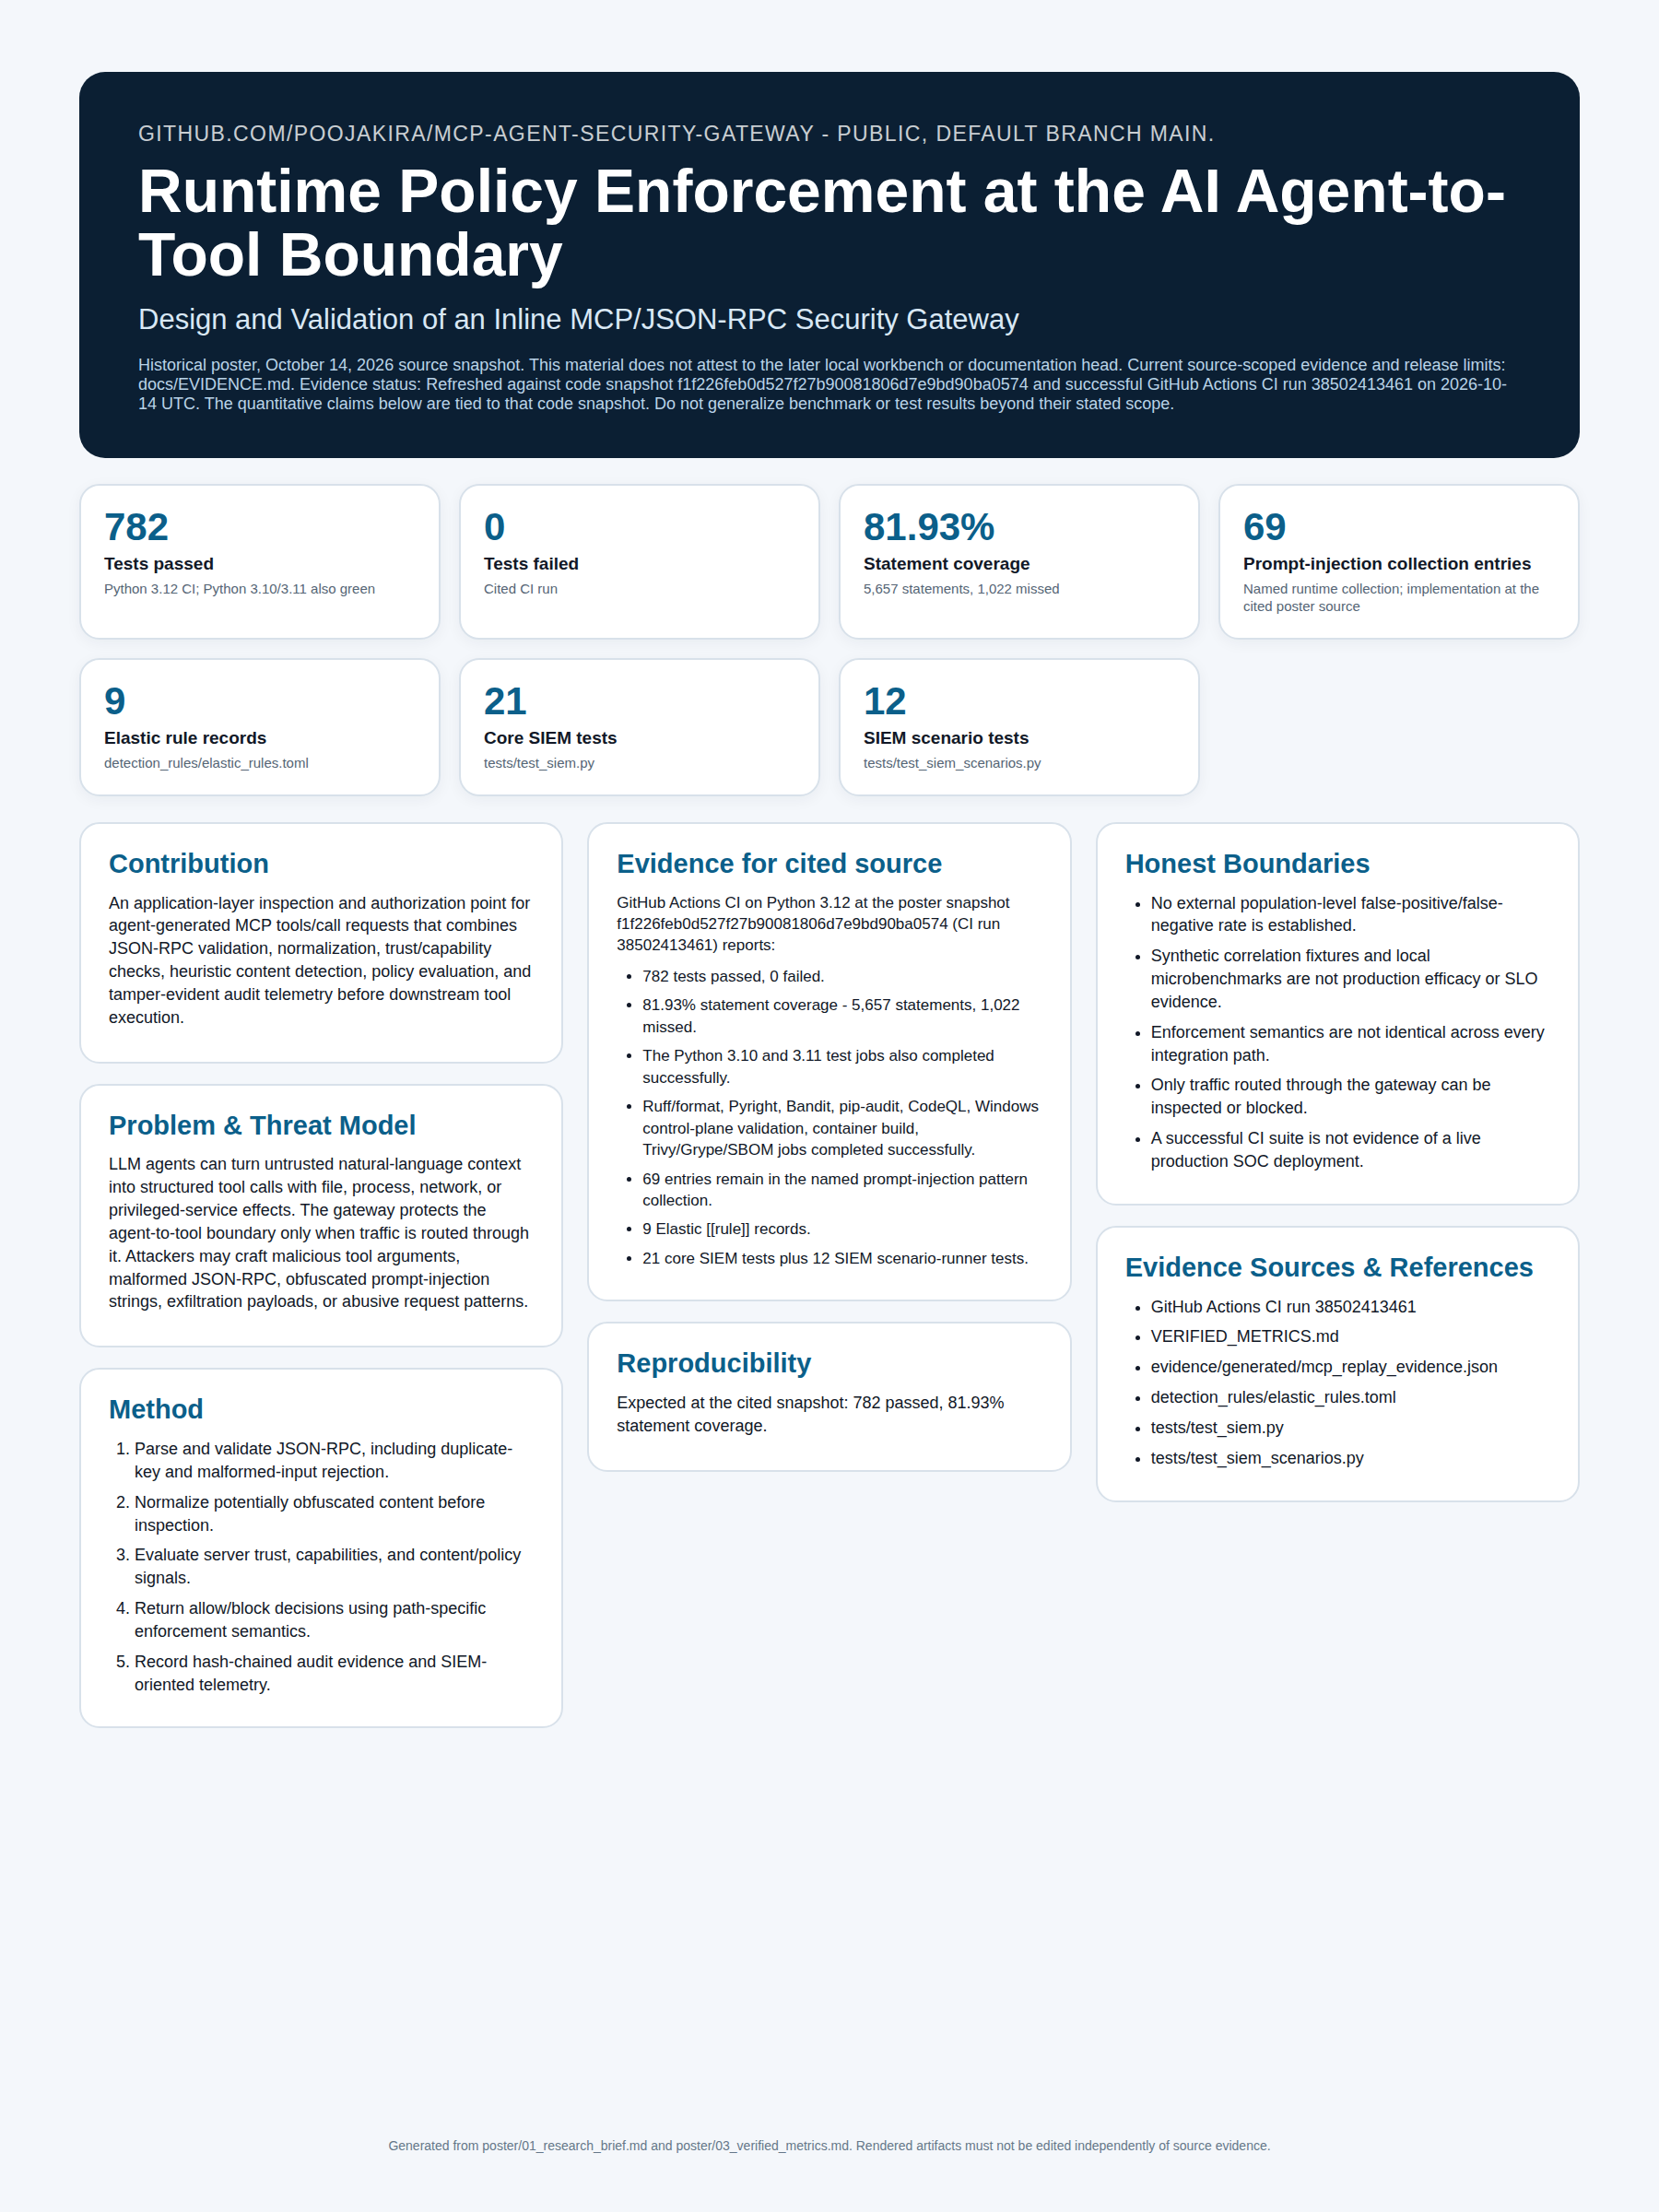 GITHUB.COM/POOJAKIRA/MCP-AGENT-SECURITY-GATEWAY - PUBLIC, DEFAULT BRANCH MAIN.
Runtime Policy Enforcement at the AI Agent-to-
Tool Boundary
Design and Validation of an Inline MCP/JSON-RPC Security Gateway
Historical poster, October 14, 2026 source snapshot. This material does not attest to the later local workbench or documentation head. Current source-scoped evidence and release limits:
docs/EVIDENCE.md. Evidence status: Refreshed against code snapshot f1f226feb0d527f27b90081806d7e9bd90ba0574 and successful GitHub Actions CI run 38502413461 on 2026-10-
14 UTC. The quantitative claims below are tied to that code snapshot. Do not generalize benchmark or test results beyond their stated scope.
782
Tests passed
Python 3.12 CI; Python 3.10/3.11 also green
0
Tests failed
Cited CI run
81.93%
Statement coverage
5,657 statements, 1,022 missed
69
Prompt-injection collection entries
Named runtime collection; implementation at the
cited poster source
9
Elastic rule records
detection_rules/elastic_rules.toml
21
Core SIEM tests
tests/test_siem.py
12
SIEM scenario tests
tests/test_siem_scenarios.py
Contribution
An application-layer inspection and authorization point for
agent-generated MCP tools/call requests that combines
JSON-RPC validation, normalization, trust/capability
checks, heuristic content detection, policy evaluation, and
tamper-evident audit telemetry before downstream tool
execution.
Problem & Threat Model
LLM agents can turn untrusted natural-language context
into structured tool calls with file, process, network, or
privileged-service effects. The gateway protects the
agent-to-tool boundary only when traffic is routed through
it. Attackers may craft malicious tool arguments,
malformed JSON-RPC, obfuscated prompt-injection
strings, exfiltration payloads, or abusive request patterns.
Method
1. Parse and validate JSON-RPC, including duplicate-
key and malformed-input rejection.
2. Normalize potentially obfuscated content before
inspection.
3. Evaluate server trust, capabilities, and content/policy
signals.
4. Return allow/block decisions using path-specific
enforcement semantics.
5. Record hash-chained audit evidence and SIEM-
oriented telemetry.
Evidence for cited source
GitHub Actions CI on Python 3.12 at the poster snapshot
f1f226feb0d527f27b90081806d7e9bd90ba0574 (CI run
38502413461) reports:
• 782 tests passed, 0 failed.
• 81.93% statement coverage - 5,657 statements, 1,022
missed.
• The Python 3.10 and 3.11 test jobs also completed
successfully.
• Ruff/format, Pyright, Bandit, pip-audit, CodeQL, Windows
control-plane validation, container build,
Trivy/Grype/SBOM jobs completed successfully.
• 69 entries remain in the named prompt-injection pattern
collection.
• 9 Elastic [[rule]] records.
• 21 core SIEM tests plus 12 SIEM scenario-runner tests.
Reproducibility
Expected at the cited snapshot: 782 passed, 81.93%
statement coverage.
Honest Boundaries
• No external population-level false-positive/false-
negative rate is established.
• Synthetic correlation fixtures and local
microbenchmarks are not production efficacy or SLO
evidence.
• Enforcement semantics are not identical across every
integration path.
• Only traffic routed through the gateway can be
inspected or blocked.
• A successful CI suite is not evidence of a live
production SOC deployment.
Evidence Sources & References
• GitHub Actions CI run 38502413461
• VERIFIED_METRICS.md
• evidence/generated/mcp_replay_evidence.json
• detection_rules/elastic_rules.toml
• tests/test_siem.py
• tests/test_siem_scenarios.py
Generated from poster/01_research_brief.md and poster/03_verified_metrics.md. Rendered artifacts must not be edited independently of source evidence.